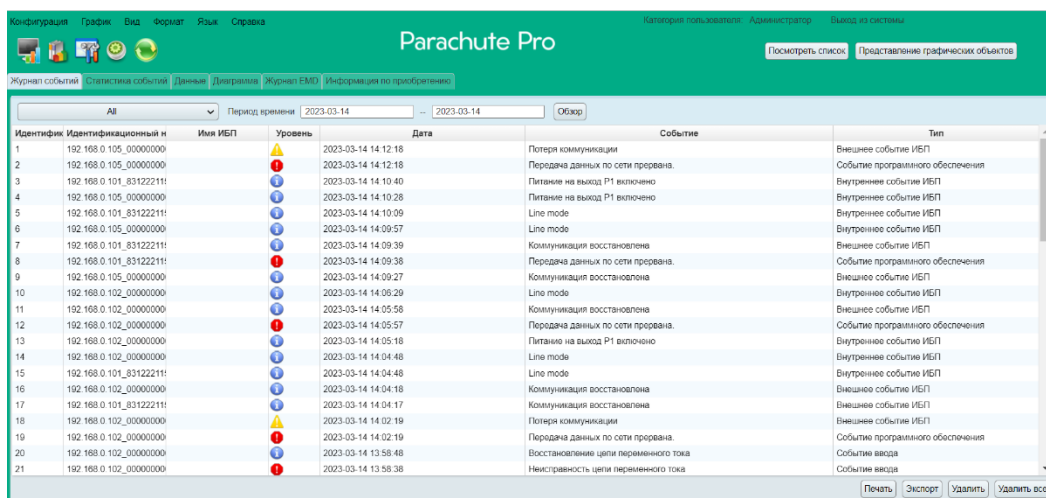 Конфигурация График Вид Формат Язык Справка
Категория пользователя: Администратор Выход из системы
Parachute Pro
Посмотреть список Представление графических объектов
Журнал событий Статистика событий Данные Диаграмма Журнал EMD Информация по приобретению
All Период времени 2023-03-14 -- 2023-03-14 Обзор
Идентифик Идентификационный н Имя ИБП Уровень Дата Событие Тип
1 192.168.0.105_00000000 2023-03-14 14:12:18 Потеря коммуникации Внешнее событие ИБП
2 192.168.0.105_00000000 2023-03-14 14:12:18 Передача данных по сети прервана. Событие программного обеспечения
3 192.168.0.101_83122211 2023-03-14 14:10:40 Питание на выход P1 включено Внутреннее событие ИБП
4 192.168.0.105_00000000 2023-03-14 14:10:28 Питание на выход P1 включено Внутреннее событие ИБП
5 192.168.0.101_83122211 2023-03-14 14:10:09 Line mode Внутреннее событие ИБП
6 192.168.0.105_00000000 2023-03-14 14:09:57 Line mode Внутреннее событие ИБП
7 192.168.0.101_83122211 2023-03-14 14:09:39 Коммуникация восстановлена Внешнее событие ИБП
8 192.168.0.101_83122211 2023-03-14 14:09:38 Передача данных по сети прервана. Событие программного обеспечения
9 192.168.0.105_00000000 2023-03-14 14:09:27 Коммуникация восстановлена Внешнее событие ИБП
10 192.168.0.102_00000000 2023-03-14 14:06:29 Line mode Внутреннее событие ИБП
11 192.168.0.102_00000000 2023-03-14 14:05:58 Коммуникация восстановлена Внешнее событие ИБП
12 192.168.0.102_00000000 2023-03-14 14:05:57 Передача данных по сети прервана. Событие программного обеспечения
13 192.168.0.102_00000000 2023-03-14 14:05:18 Питание на выход P1 включено Внутреннее событие ИБП
14 192.168.0.102_00000000 2023-03-14 14:04:48 Line mode Внутреннее событие ИБП
15 192.168.0.101_83122211 2023-03-14 14:04:48 Line mode Внутреннее событие ИБП
16 192.168.0.102_00000000 2023-03-14 14:04:18 Коммуникация восстановлена Внешнее событие ИБП
17 192.168.0.101_83122211 2023-03-14 14:04:17 Коммуникация восстановлена Внешнее событие ИБП
18 192.168.0.102_00000000 2023-03-14 14:02:19 Потеря коммуникации Внешнее событие ИБП
19 192.168.0.102_00000000 2023-03-14 14:02:19 Передача данных по сети прервана. Событие программного обеспечения
20 192.168.0.102_00000000 2023-03-14 13:58:48 Восстановление цепи переменного тока Событие ввода
21 192.168.0.102_00000000 2023-03-14 13:58:38 Неисправность цепи переменного тока Событие ввода
Печать Экспорт Удалить Удалить все